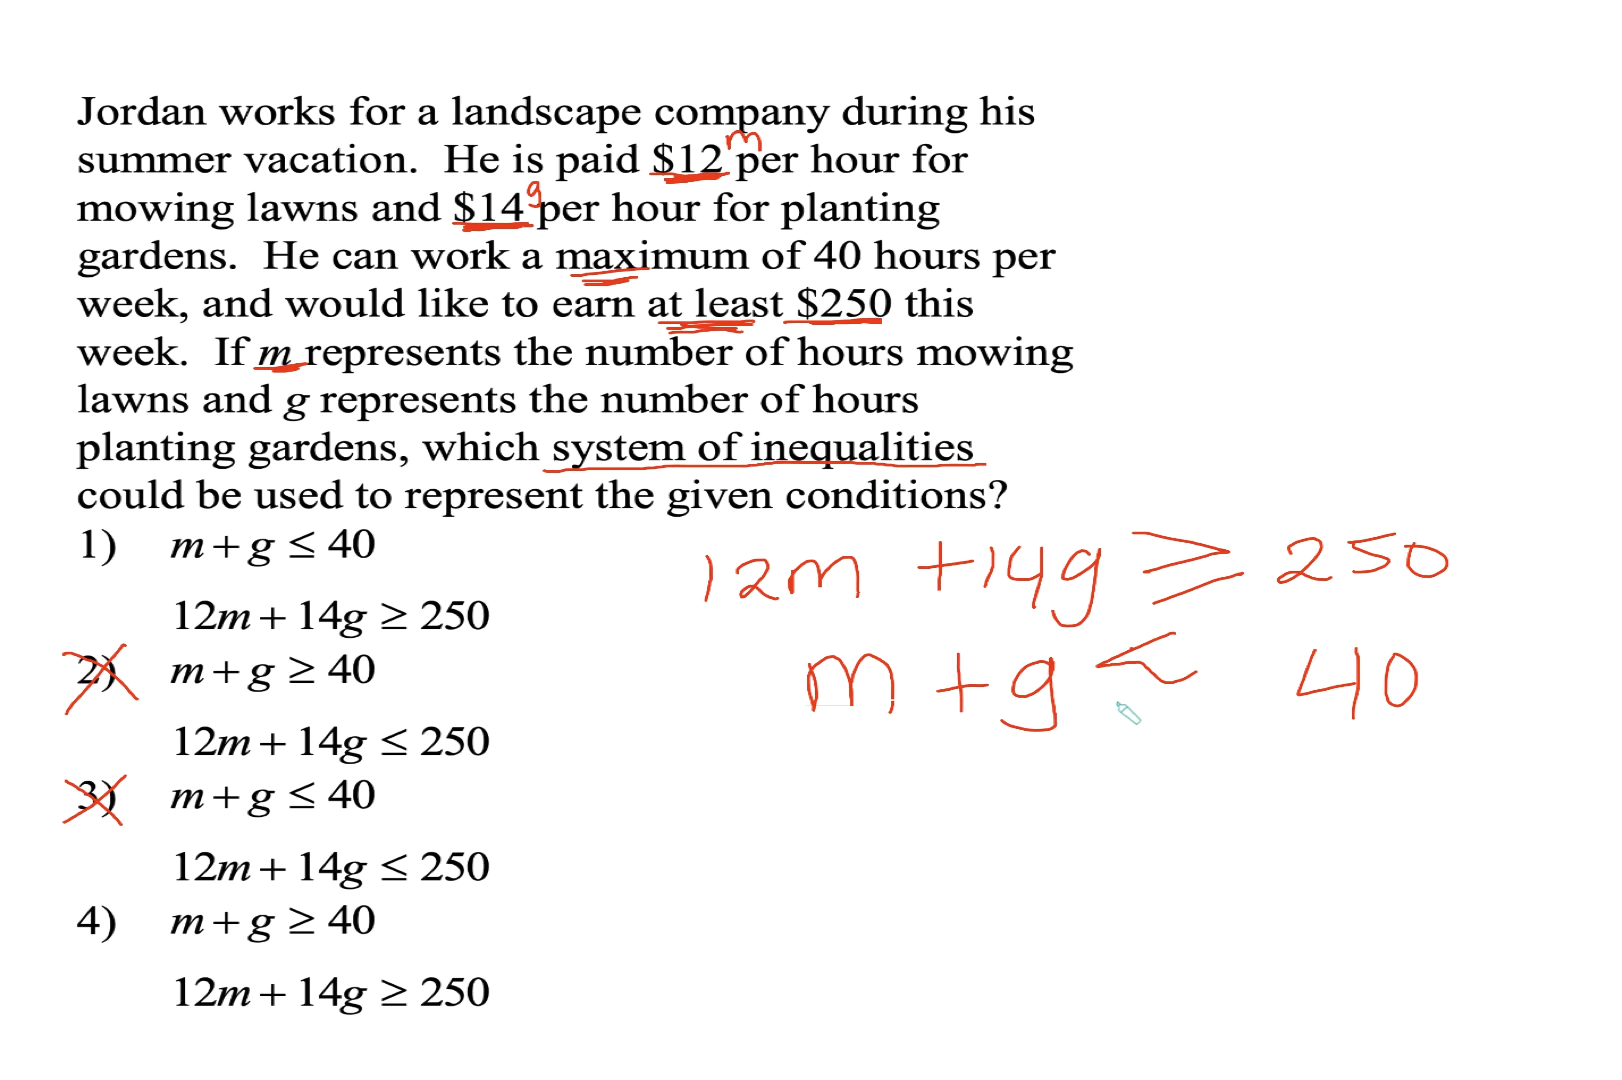 Jordan works for a landscape company during his
summer vacation. He is paid $12 m per hour for
mowing lawns and $14 g per hour for planting
gardens. He can work a maximum of 40 hours per
week, and would like to earn at least $250 this
week. If m represents the number of hours mowing
lawns and g represents the number of hours
planting gardens, which system of inequalities
could be used to represent the given conditions?
1) m + g ≤ 40
12m + 14g ≥ 250
2) m + g ≥ 40
12m + 14g ≤ 250
3) m + g ≤ 40
12m + 14g ≤ 250
4) m + g ≥ 40
12m + 14g ≥ 250
12m + 14g ≥ 250
m + g < 40